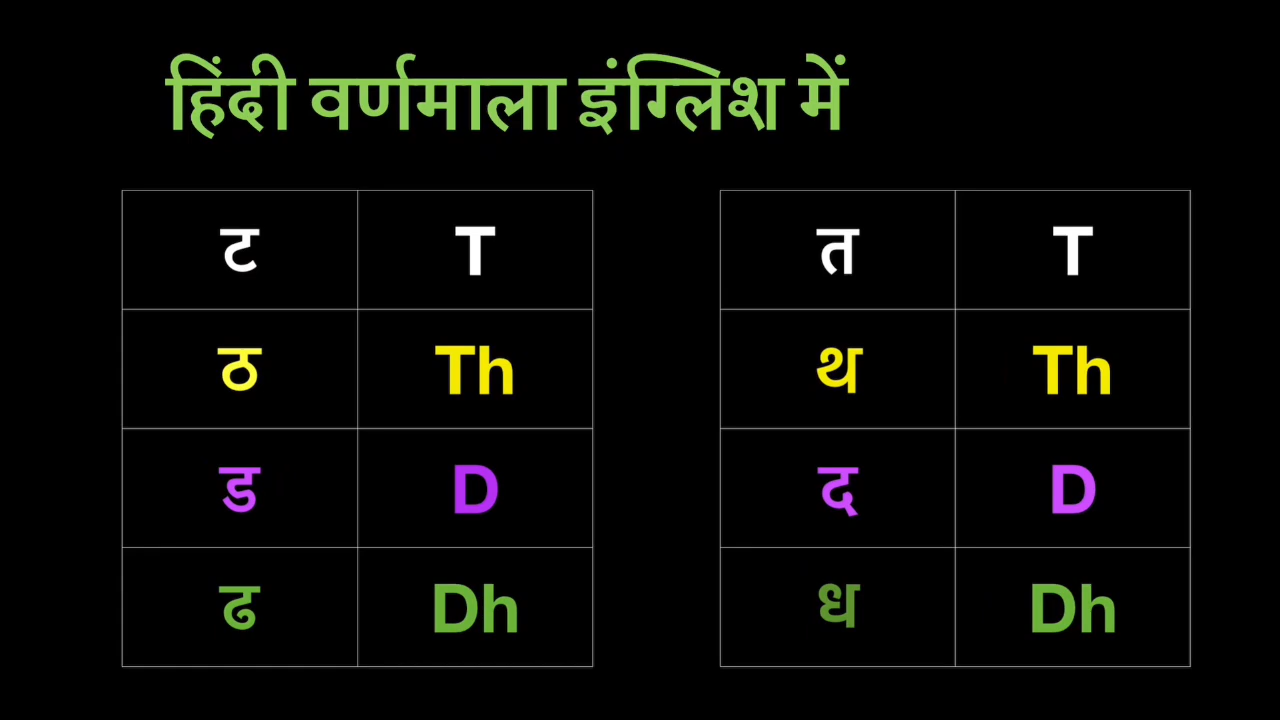 हिंदी वर्णमाला इंग्लिश में
ट T त T
ठ Th थ Th
ड D द D
ढ Dh ध Dh